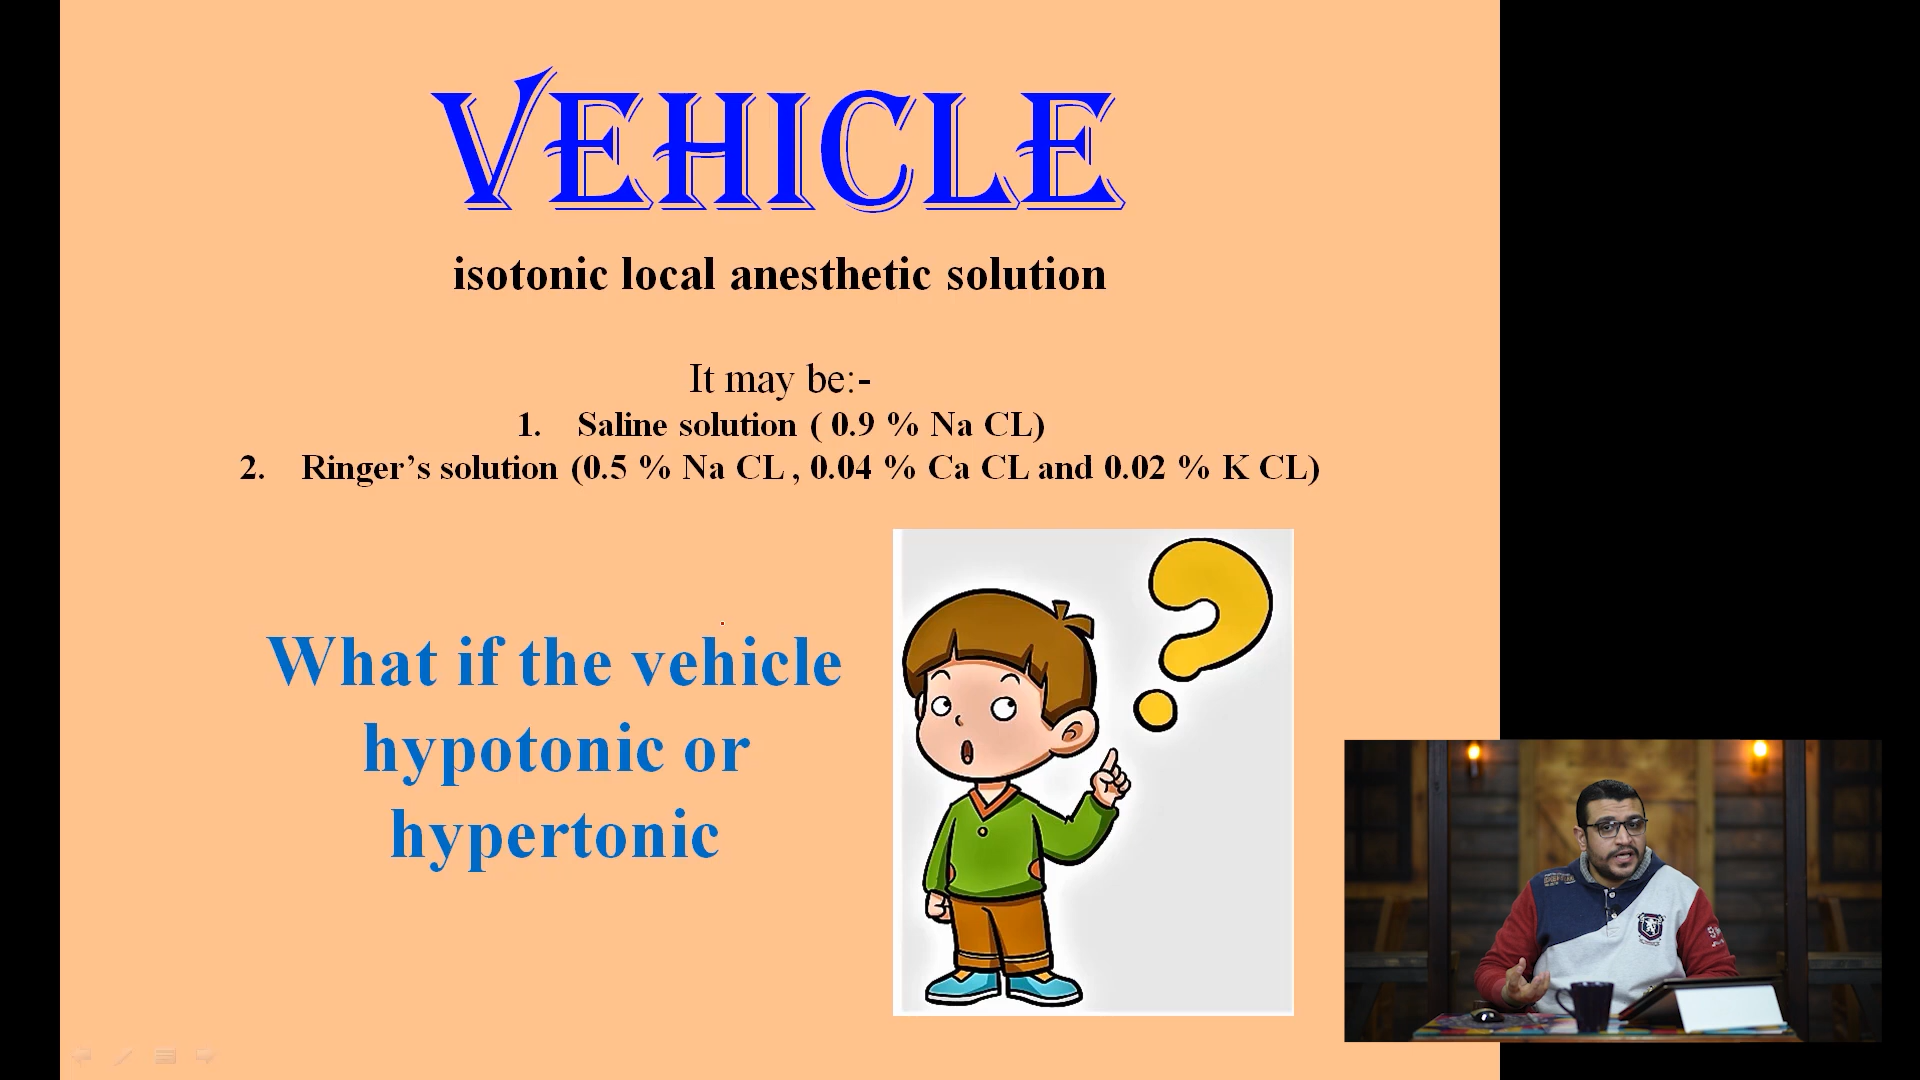 VEHICLE
isotonic local anesthetic solution
It may be:-
1. Saline solution ( 0.9 % Na CL)
2. Ringer’s solution (0.5 % Na CL , 0.04 % Ca CL and 0.02 % K CL)
What if the vehicle
hypotonic or
hypertonic